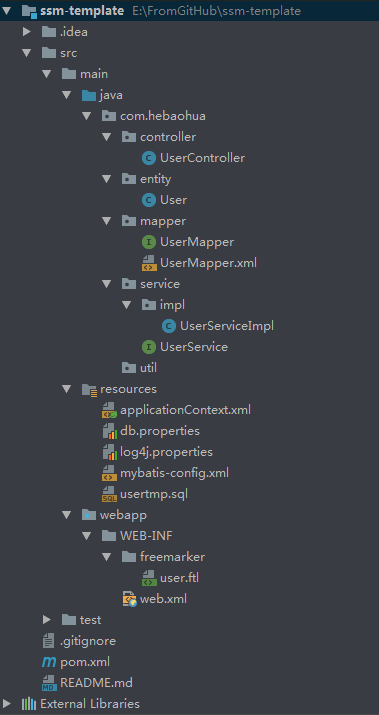 ssm-template E:\FromGitHub\ssm-template
.idea
src
main
java
com.hebaohua
controller
UserController
entity
User
mapper
UserMapper
UserMapper.xml
service
impl
UserServiceImpl
UserService
util
resources
applicationContext.xml
db.properties
log4j.properties
mybatis-config.xml
usertmp.sql
webapp
WEB-INF
freemarker
user.ftl
web.xml
test
.gitignore
pom.xml
README.md
External Libraries